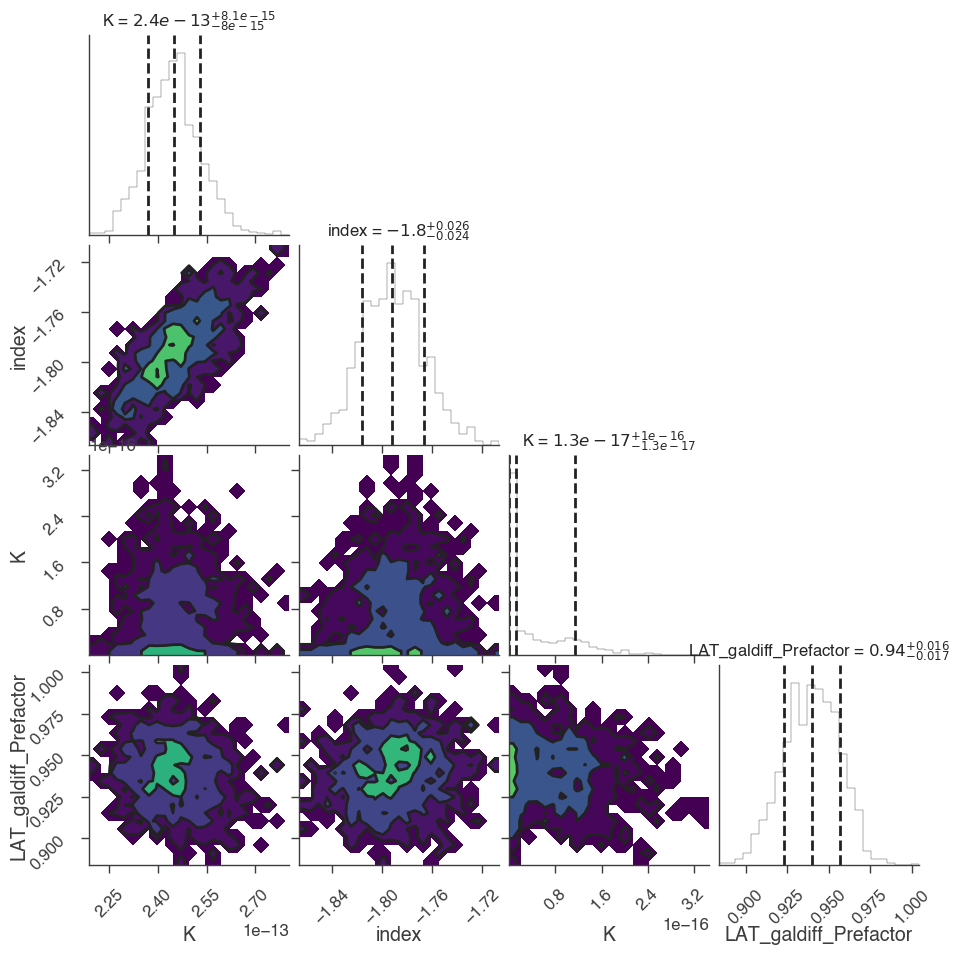 K = 2.4e−13 +8.1e−15 −8e−15
index = −1.8 +0.026 −0.024
−1.72
−1.76
−1.80
−1.84
index
K = 1.3e−17 +1e−16 −1.3e−17
3.2
2.4
1.6
0.8
K
LAT_galdiff_Prefactor = 0.94 +0.016 −0.017
1.000
0.975
0.950
0.925
0.900
LAT_galdiff_Prefactor
2.25 2.40 2.55 2.70
1e−13
K
−1.84 −1.80 −1.76 −1.72
index
0.8 1.6 2.4 3.2
1e−16
K
0.900 0.925 0.950 0.975 1.000
LAT_galdiff_Prefactor